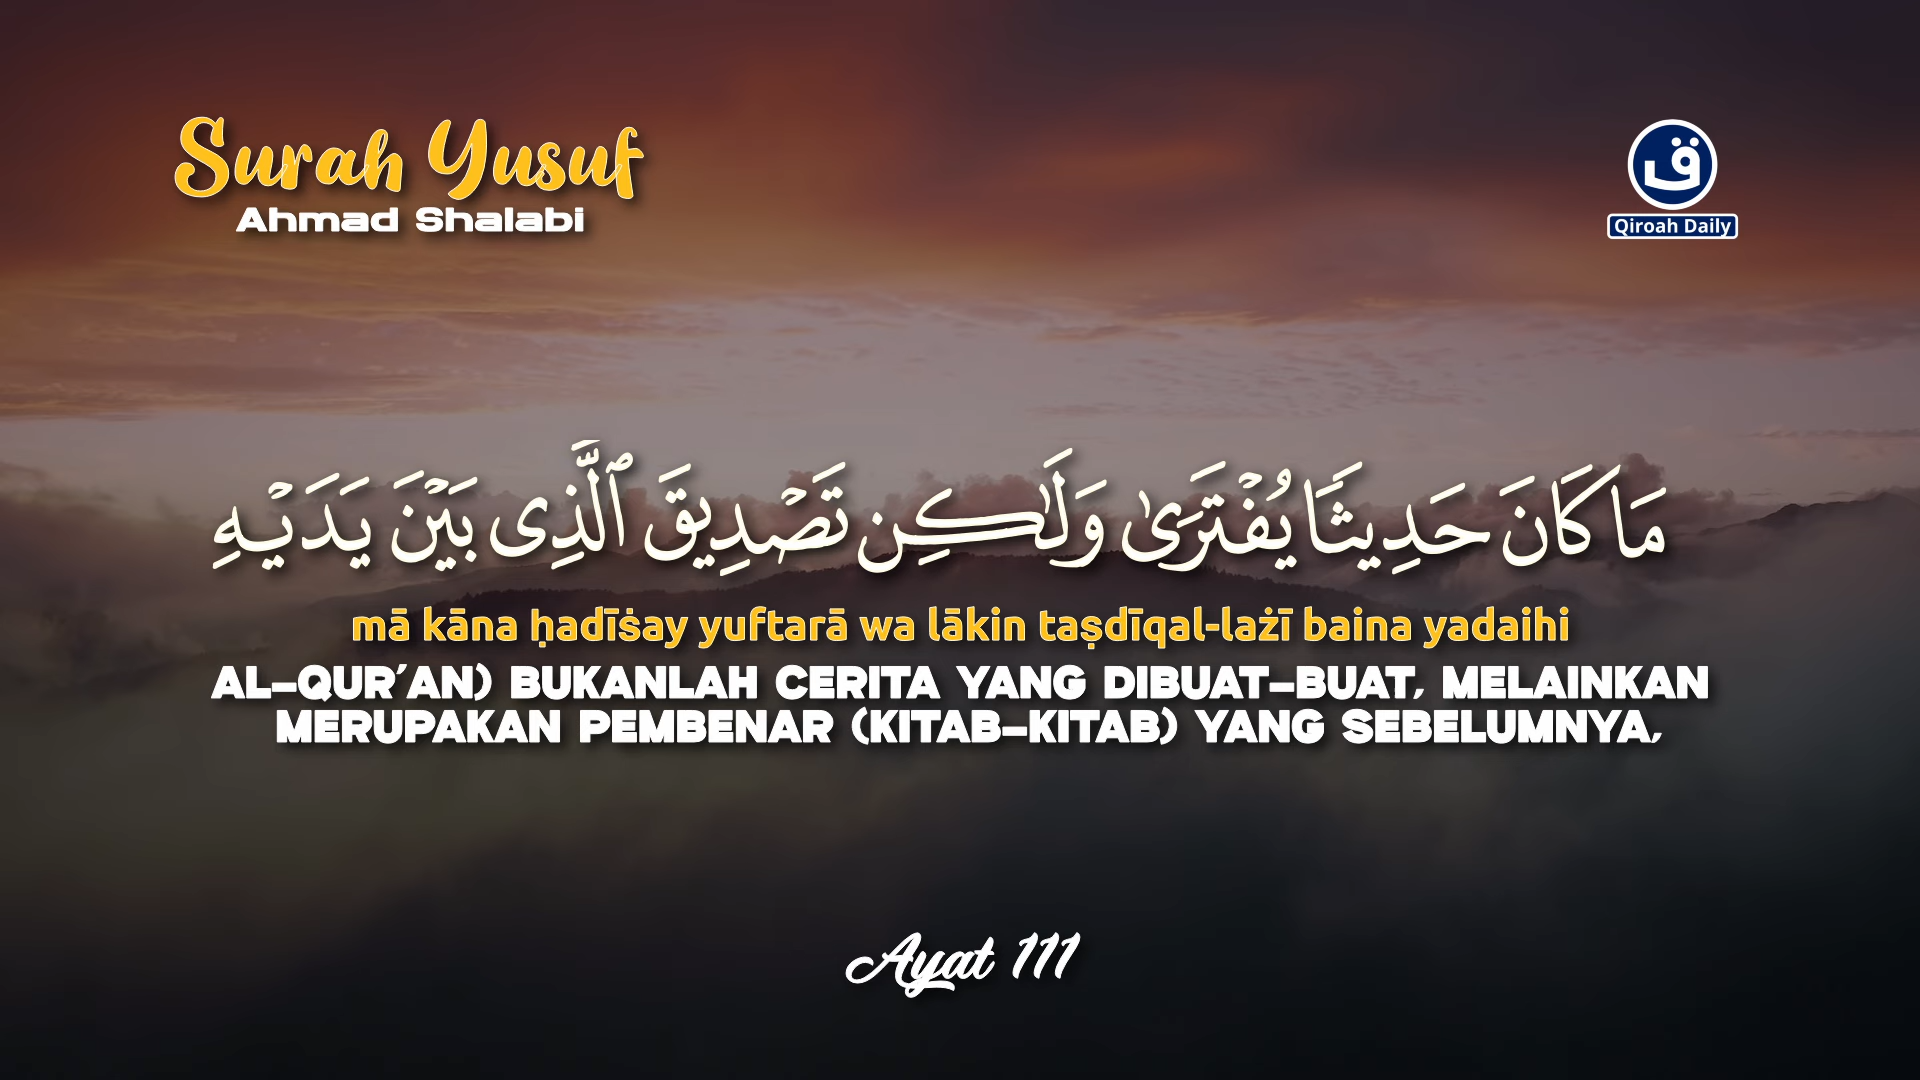 Surah Yusuf
Ahmad Shalabi
ق
Qiroah Daily
مَا كَانَ حَدِيثًا يُفْتَرَىٰ وَلَٰكِن تَصْدِيقَ ٱلَّذِى بَيْنَ يَدَيْهِ
mā kāna ḥadīṡay yuftarā wa lākin taṣdīqal-lażī baina yadaihi
AL-QUR'AN) BUKANLAH CERITA YANG DIBUAT-BUAT, MELAINKAN
MERUPAKAN PEMBENAR (KITAB-KITAB) YANG SEBELUMNYA,
Ayat 111